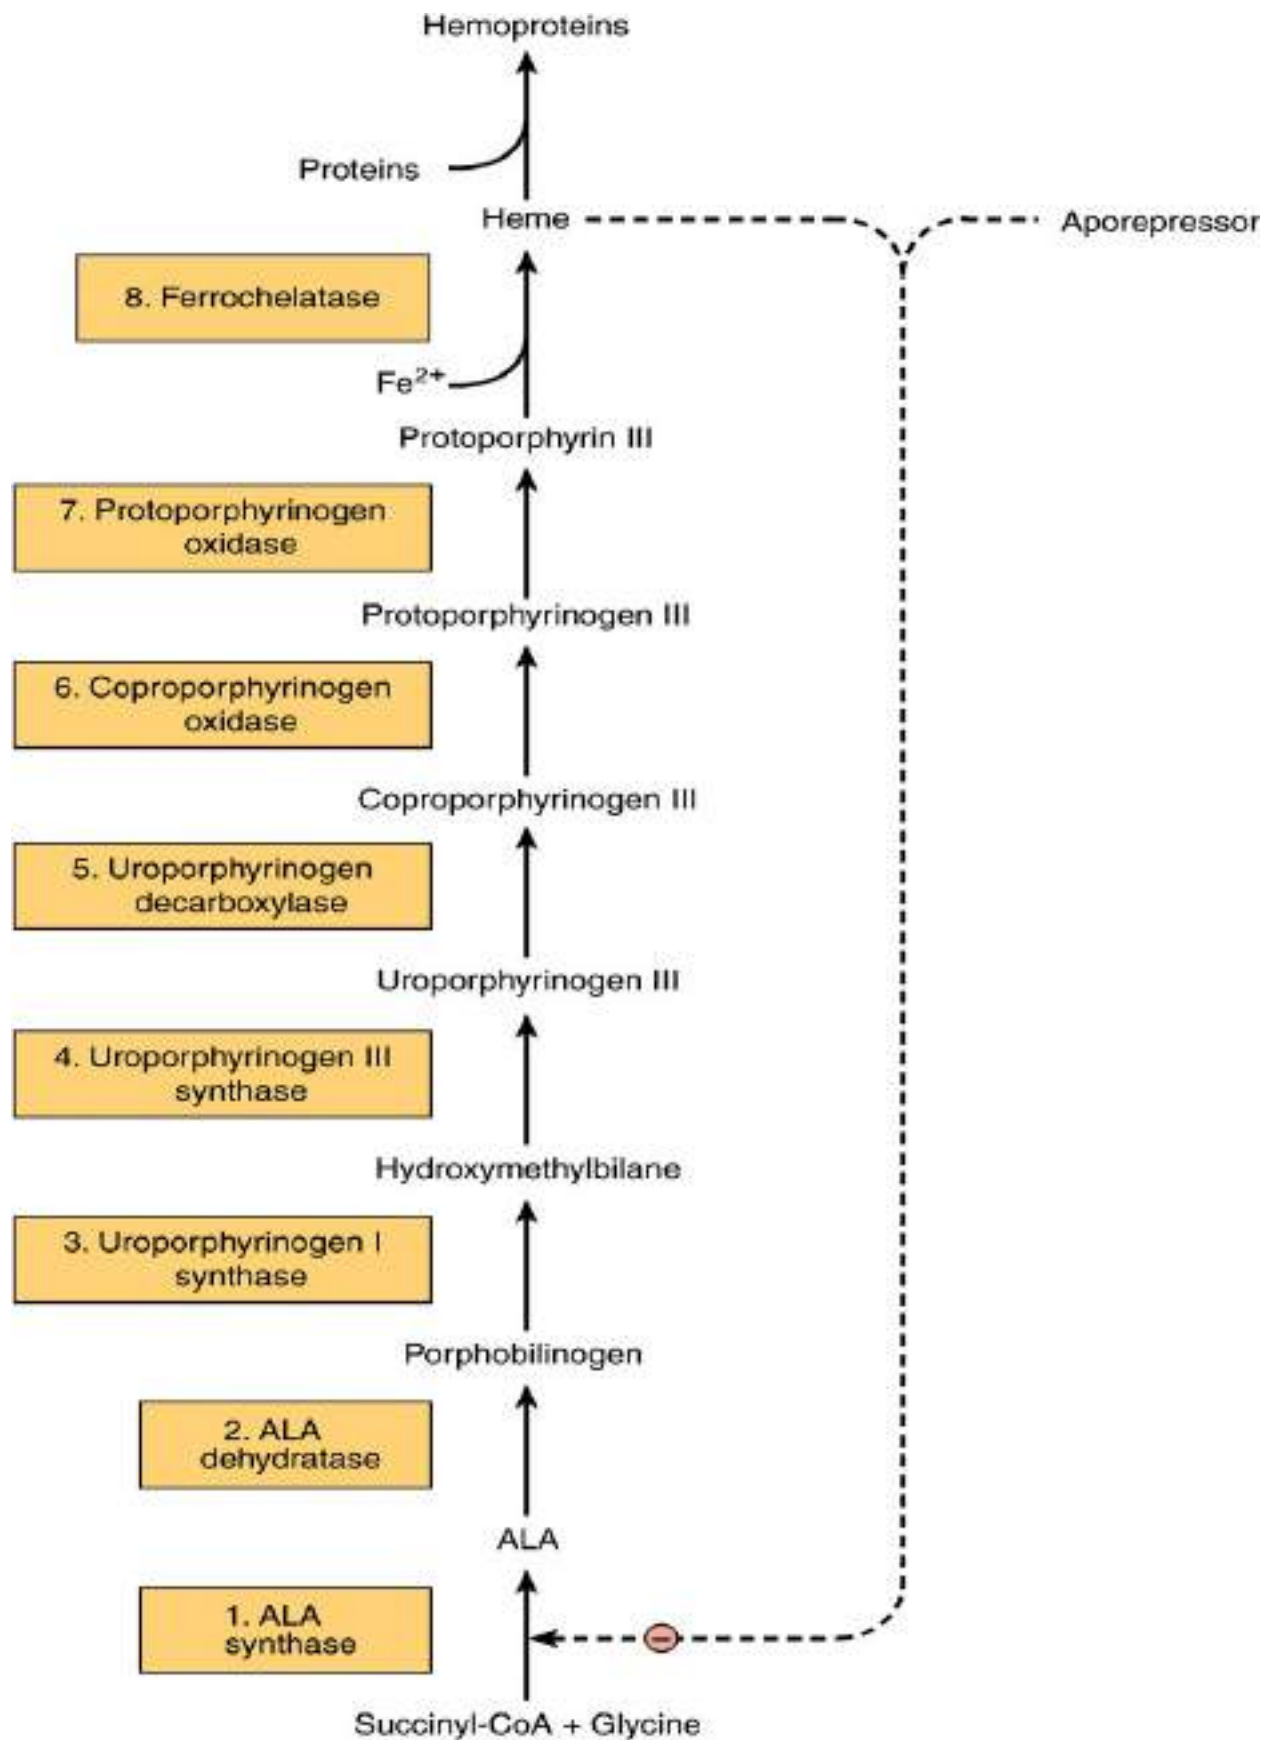 Hemoproteins
Proteins
Heme
Aporepressor
8. Ferrochelatase
Fe²⁺
Protoporphyrin III
7. Protoporphyrinogen
oxidase
Protoporphyrinogen III
6. Coproporphyrinogen
oxidase
Coproporphyrinogen III
5. Uroporphyrinogen
decarboxylase
Uroporphyrinogen III
4. Uroporphyrinogen III
synthase
Hydroxymethylbilane
3. Uroporphyrinogen I
synthase
Porphobilinogen
2. ALA
dehydratase
ALA
1. ALA
synthase
−
Succinyl-CoA + Glycine